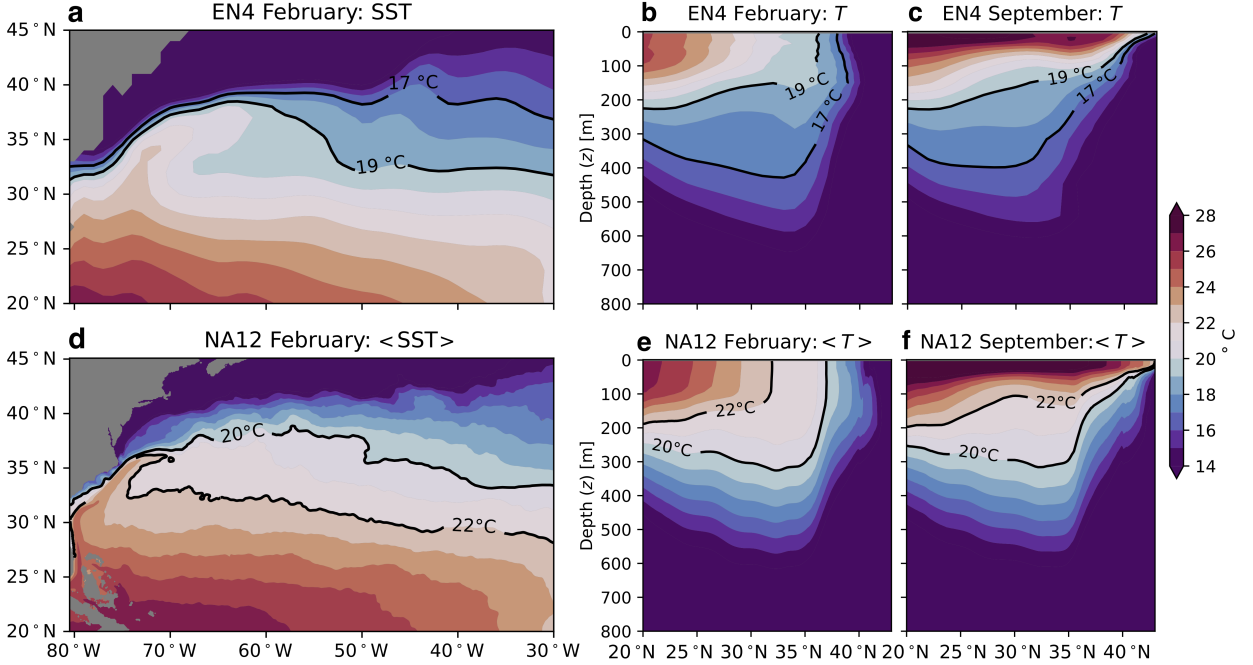 a EN4 February: SST
45°N
40°N
35°N
30°N
25°N
20°N
17 °C
19 °C
b EN4 February: T
0
100
200
300
400
500
600
700
800
Depth (z) [m]
19 °C
17 °C
c EN4 September: T
19 °C
17 °C
d NA12 February: <SST>
45°N
40°N
35°N
30°N
25°N
20°N
20°C
22°C
80°W 70°W 60°W 50°W 40°W 30°W
e NA12 February:<T>
0
100
200
300
400
500
600
700
800
Depth (z) [m]
22°C
20°C
20°N 25°N 30°N 35°N 40°N
f NA12 September:<T>
22°C
20°C
20°N 25°N 30°N 35°N 40°N
28
26
24
22
20
18
16
14
°C